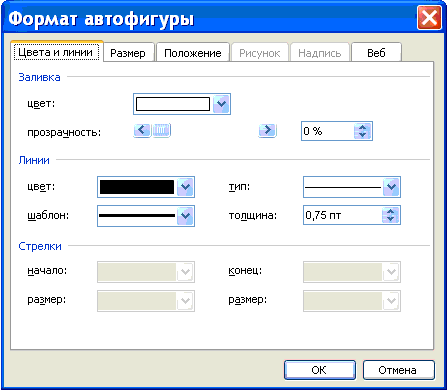 Формат автофигуры
Цвета и линии Размер Положение Рисунок Надпись Веб
Заливка
цвет:
прозрачность: 0 %
Линии
цвет: тип:
шаблон: толщина: 0,75 пт
Стрелки
начало: конец:
размер: размер:
ОК Отмена